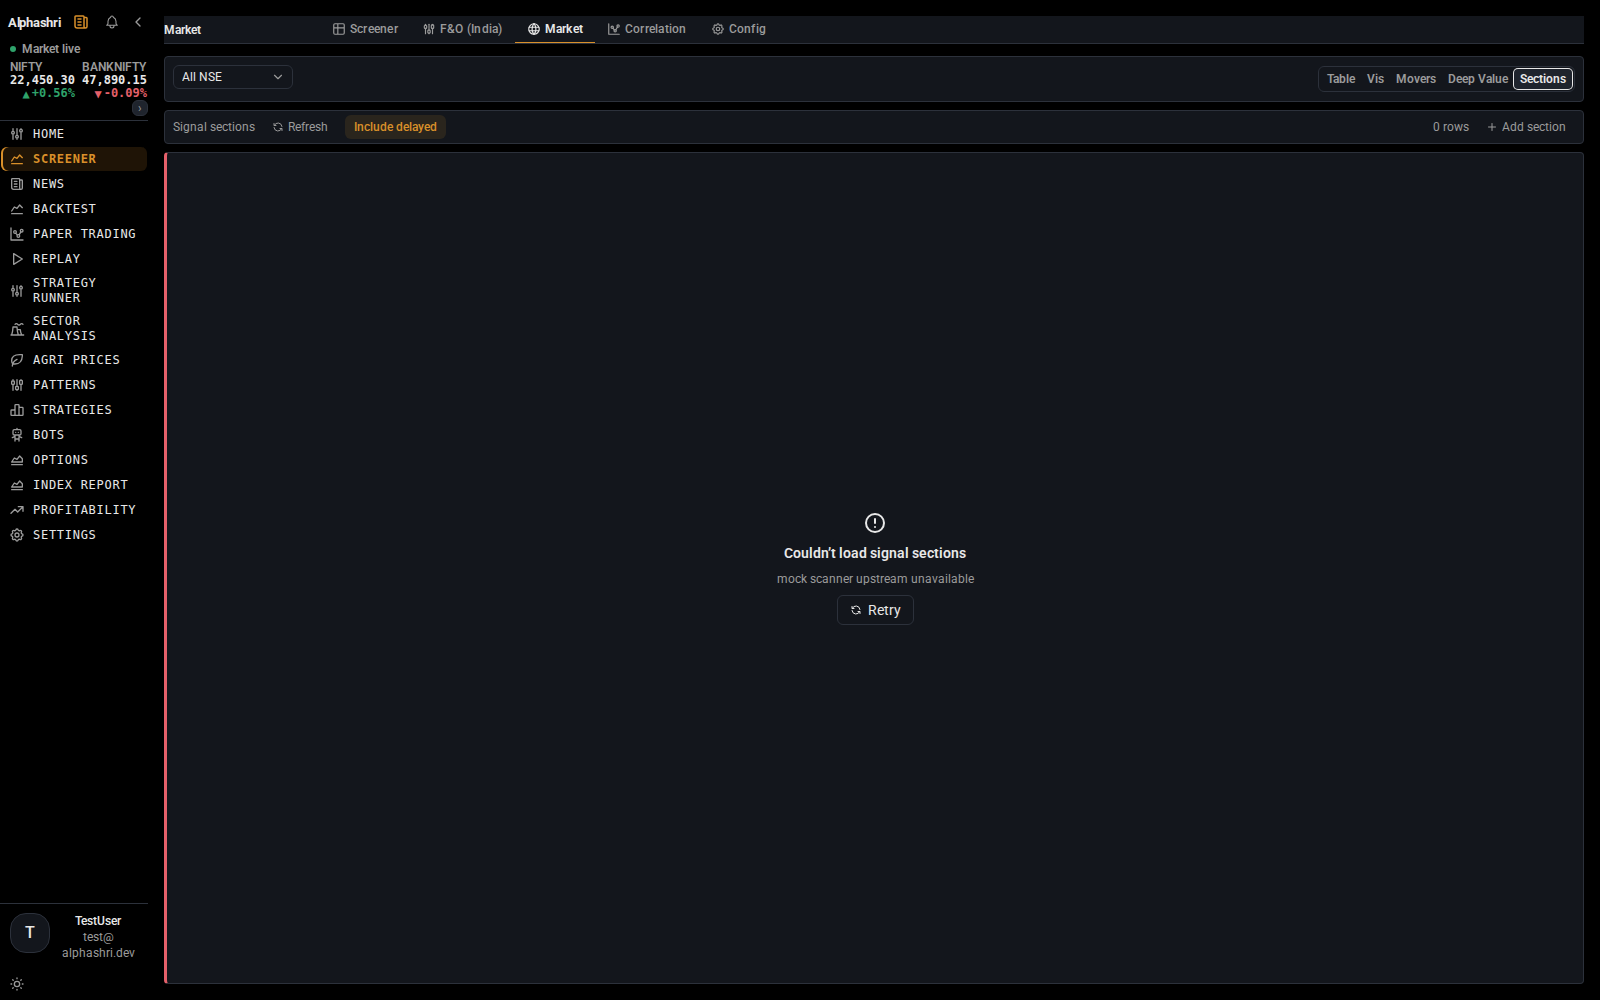 Alphashri
Market live
NIFTY BANKNIFTY
22,450.30 47,890.15
▲+0.56% ▼-0.09%
HOME
SCREENER
NEWS
BACKTEST
PAPER TRADING
REPLAY
STRATEGY
RUNNER
SECTOR
ANALYSIS
AGRI PRICES
PATTERNS
STRATEGIES
BOTS
OPTIONS
INDEX REPORT
PROFITABILITY
SETTINGS
T
TestUser
test@
alphashri.dev
Market Screener F&O (India) Market Correlation Config
All NSE Table Vis Movers Deep Value Sections
Signal sections Refresh Include delayed 0 rows + Add section
Couldn't load signal sections
mock scanner upstream unavailable
Retry